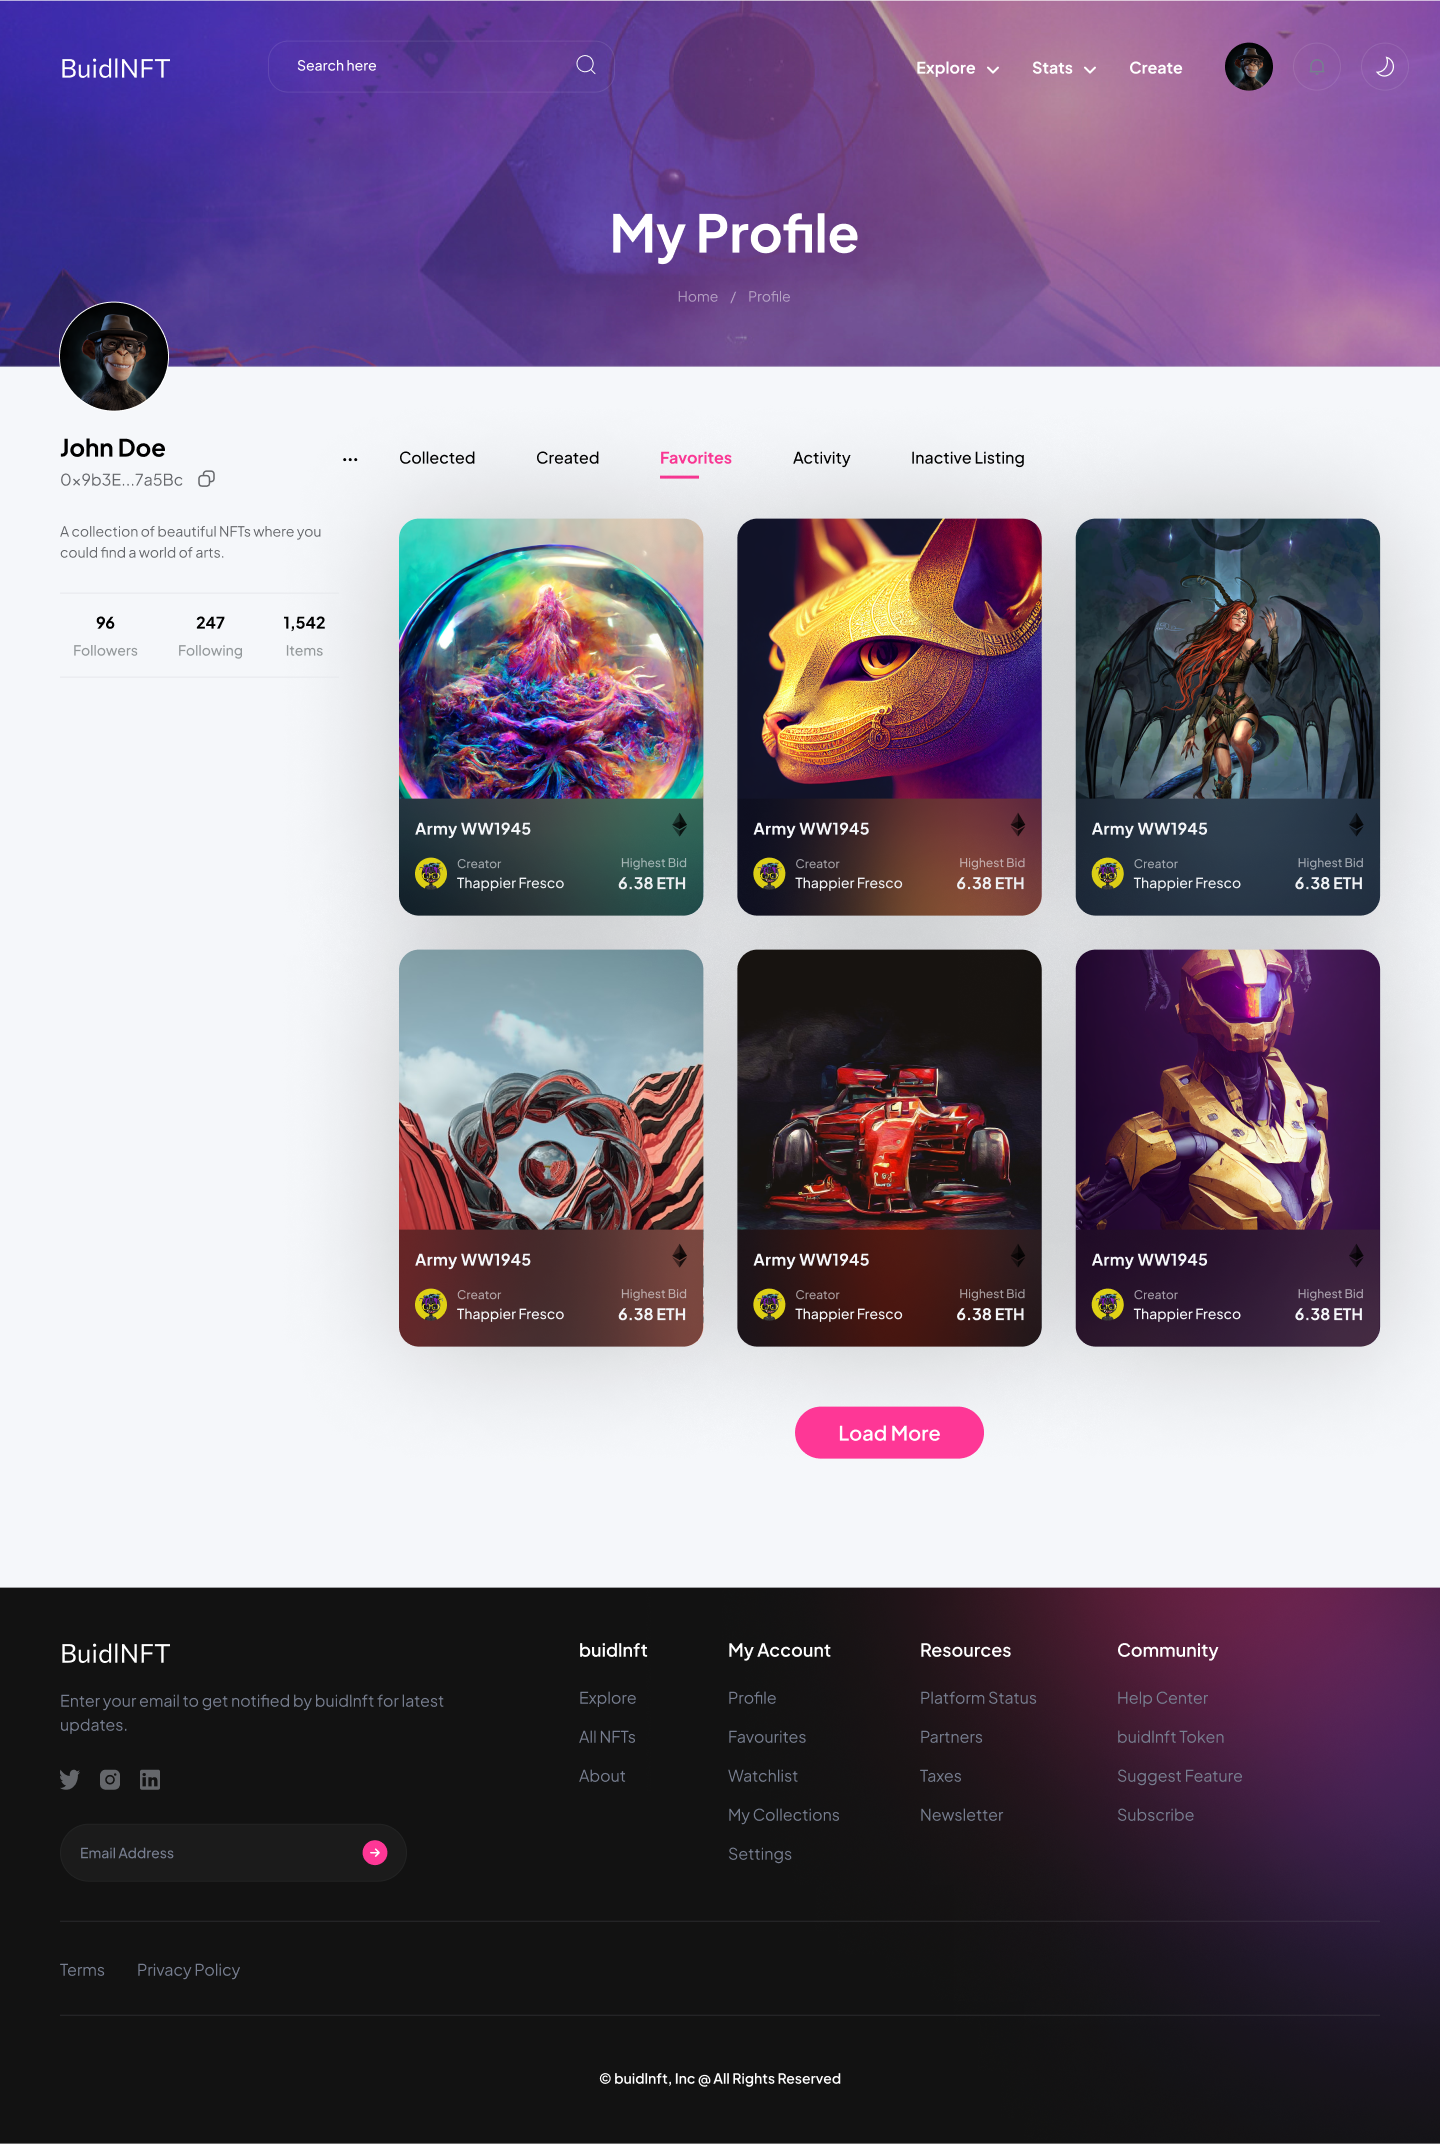 BuidlNFT
Search here
Explore
Stats
Create
My Profile
Home / Profile
John Doe
0x9b3E...7a5Bc
A collection of beautiful NFTs where you
could find a world of arts.
96
247
1,542
Followers
Following
Items
...
Collected
Created
Favorites
Activity
Inactive Listing
Army WW1945
Creator
Thappier Fresco
Highest Bid
6.38 ETH
Army WW1945
Creator
Thappier Fresco
Highest Bid
6.38 ETH
Army WW1945
Creator
Thappier Fresco
Highest Bid
6.38 ETH
Army WW1945
Creator
Thappier Fresco
Highest Bid
6.38 ETH
Army WW1945
Creator
Thappier Fresco
Highest Bid
6.38 ETH
Army WW1945
Creator
Thappier Fresco
Highest Bid
6.38 ETH
Load More
BuidlNFT
Enter your email to get notified by buidlnft for latest
updates.
Email Address
buidlnft
Explore
All NFTs
About
My Account
Profile
Favourites
Watchlist
My Collections
Settings
Resources
Platform Status
Partners
Taxes
Newsletter
Community
Help Center
buidlnft Token
Suggest Feature
Subscribe
Terms
Privacy Policy
© buidlnft, Inc @ All Rights Reserved